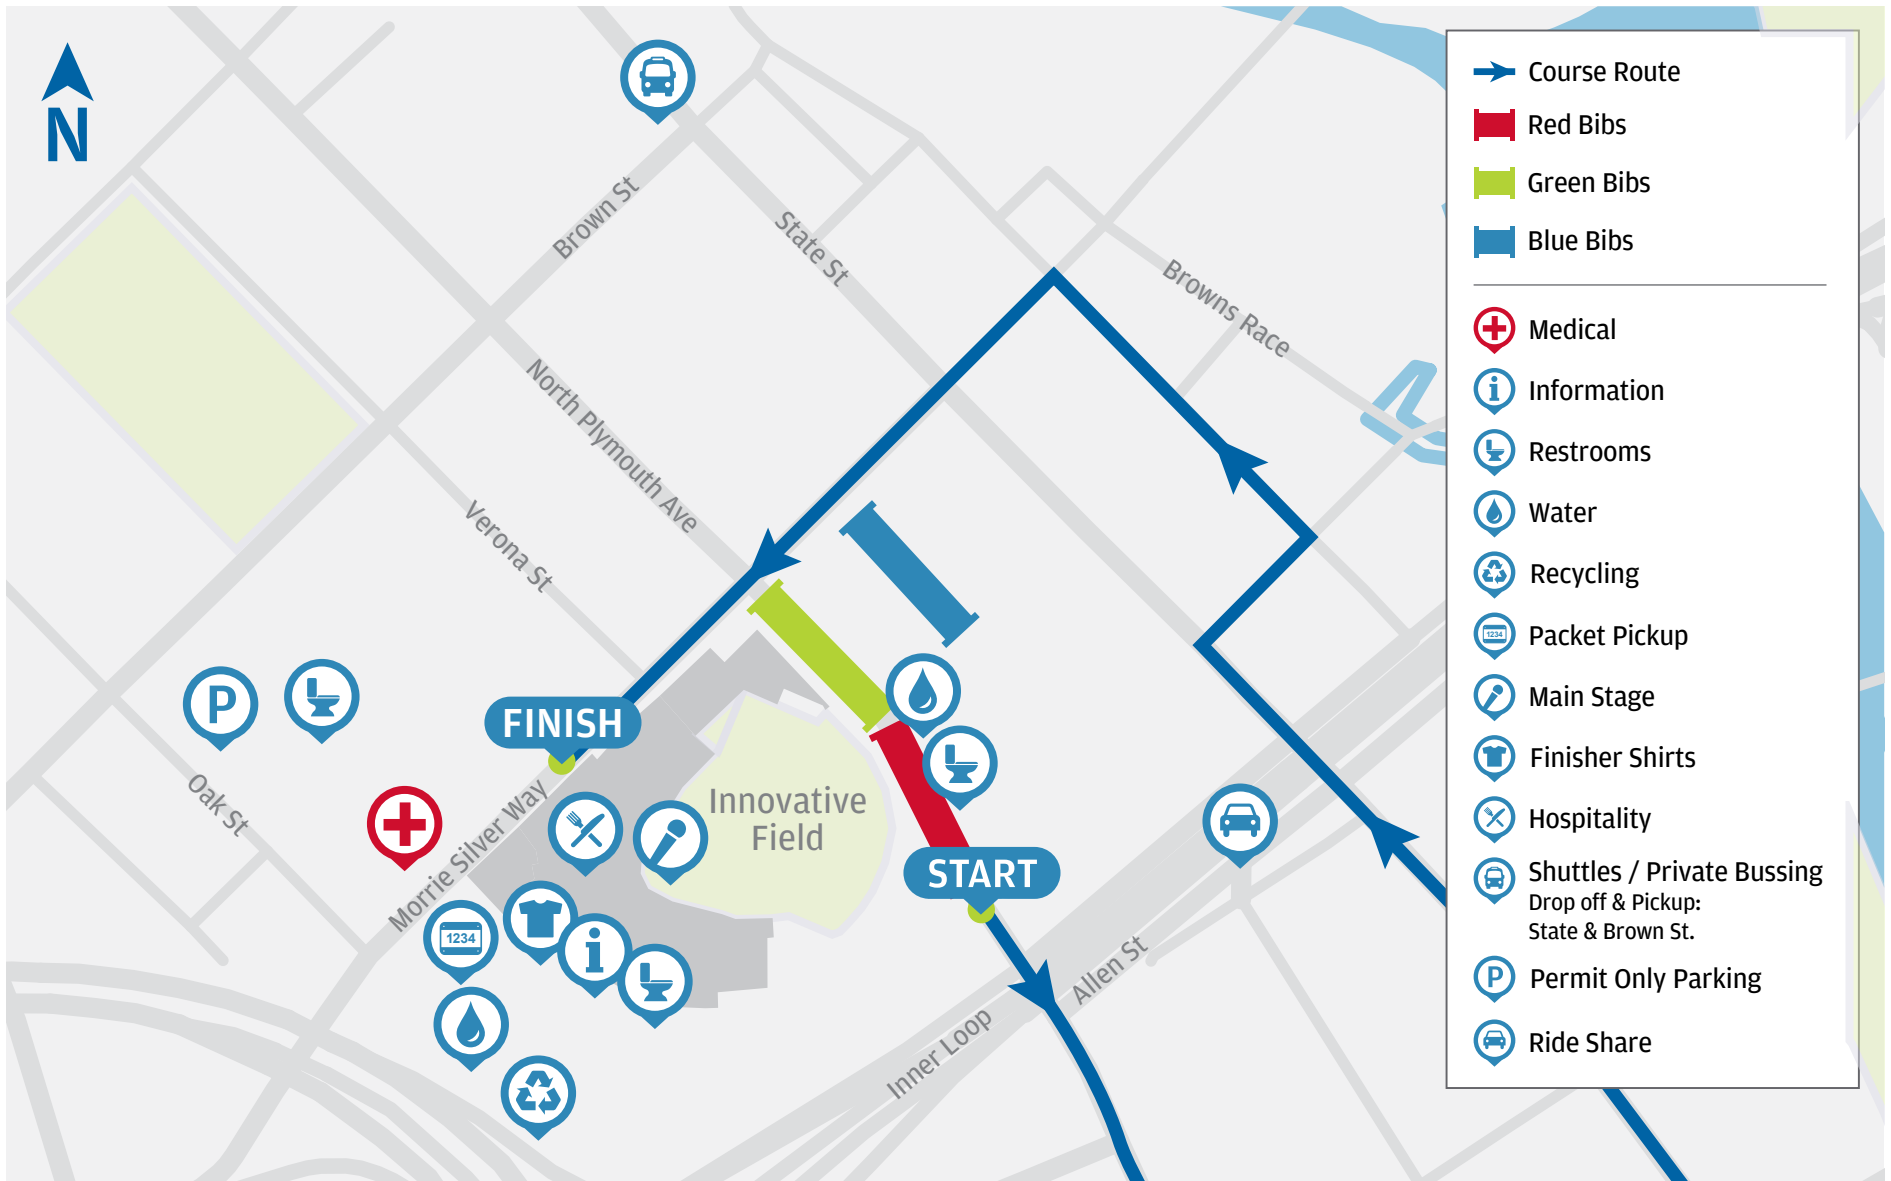 N
Brown St
State St
Browns Race
North Plymouth Ave
Verona St
Oak St
Morrie Silver Way
FINISH
START
Innovative
Field
Allen St
Inner Loop
P
1234
Course Route
Red Bibs
Green Bibs
Blue Bibs
Medical
Information
Restrooms
Water
Recycling
1234
Packet Pickup
Main Stage
Finisher Shirts
Hospitality
Shuttles / Private Bussing
Drop off & Pickup:
State & Brown St.
P
Permit Only Parking
Ride Share